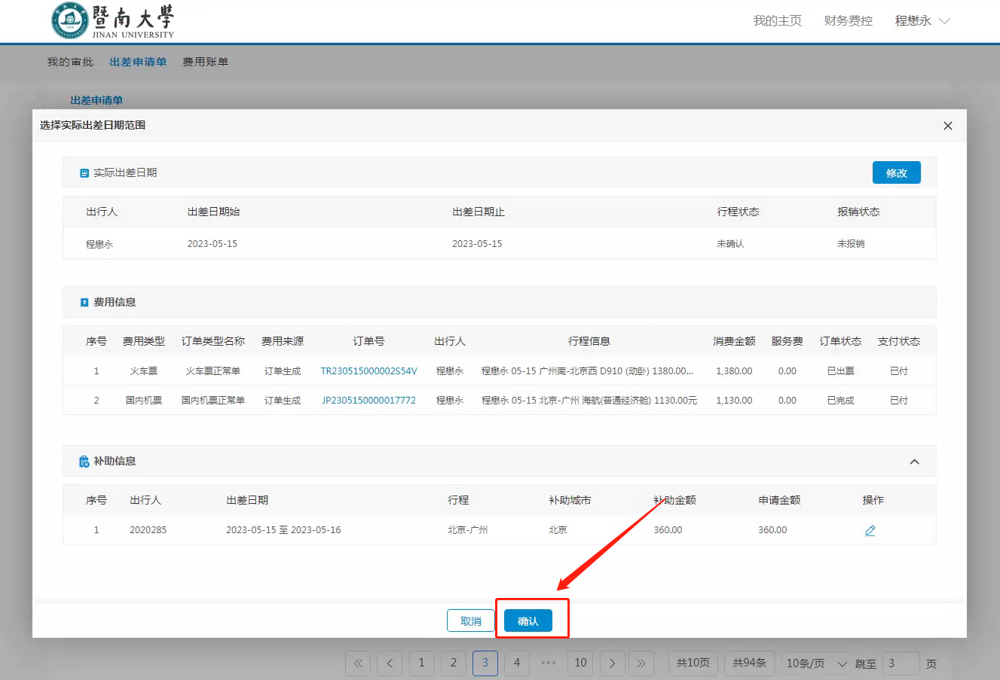 暨南大學
JINAN UNIVERSITY
我的主页 财务费控 程懋永
我的审批 出差申请单 费用账单
出差申请单
选择实际出差日期范围
实际出差日期 修改
出行人 出差日期始 出差日期止 行程状态 报销状态
程懋永 2023-05-15 2023-05-15 未确认 未报销
费用信息
序号 费用类型 订单类型名称 费用来源 订单号 出行人 行程信息 消费金额 服务费 订单状态 支付状态
1 火车票 火车票正常单 订单生成 TR230515000002S54V 程懋永 程懋永 05-15 广州南-北京西 D910 (动卧) 1380.00... 1,380.00 0.00 已出票 已付
2 国内机票 国内机票正常单 订单生成 JP2305150000017772 程懋永 程懋永 05-15 北京-广州 海航(普通经济舱) 1130.00元 1,130.00 0.00 已完成 已付
补助信息
序号 出行人 出差日期 行程 补助城市 补助金额 申请金额 操作
1 2020285 2023-05-15 至 2023-05-16 北京-广州 北京 360.00 360.00
取消 确认
1 2 3 4 ••• 10 共10页 共94条 10条/页 跳至 3 页